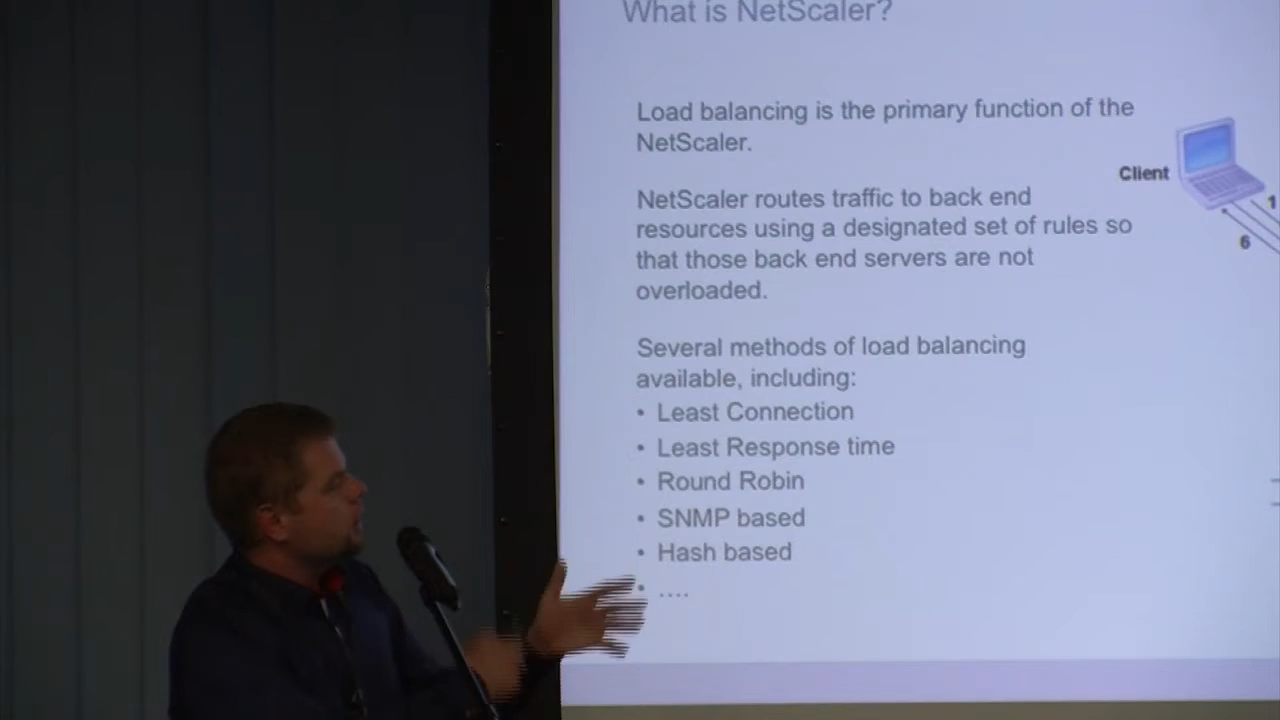 What is NetScaler?
Load balancing is the primary function of the
NetScaler.
Client
NetScaler routes traffic to back end
resources using a designated set of rules so
that those back end servers are not
overloaded.
1
6
Several methods of load balancing
available, including:
• Least Connection
• Least Response time
• Round Robin
• SNMP based
• Hash based
• ....